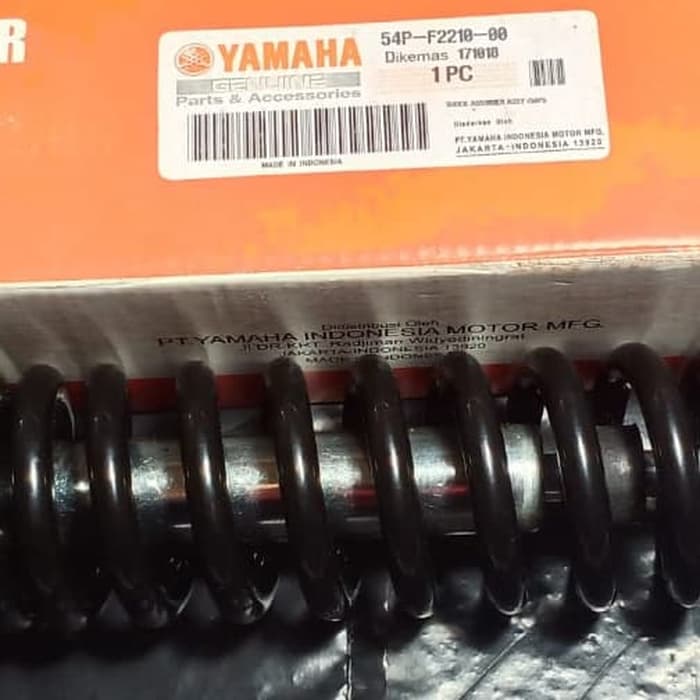 R
YAMAHA
GENUINE
Parts & Accessories
MADE IN INDONESIA
54P-F2210-00
Dikemas 171018
1 PC
SHOCK ABSORBER ASSY
Diedarkan Oleh
PT.YAMAHA INDONESIA MOTOR MFG.
JAKARTA-INDONESIA 13920
Didistribusi Oleh
PT.YAMAHA INDONESIA MOTOR MFG.
Jl.DR.KRT. Radjiman Widyodiningrat
JAKARTA-INDONESIA 13920
MADE IN INDONESIA